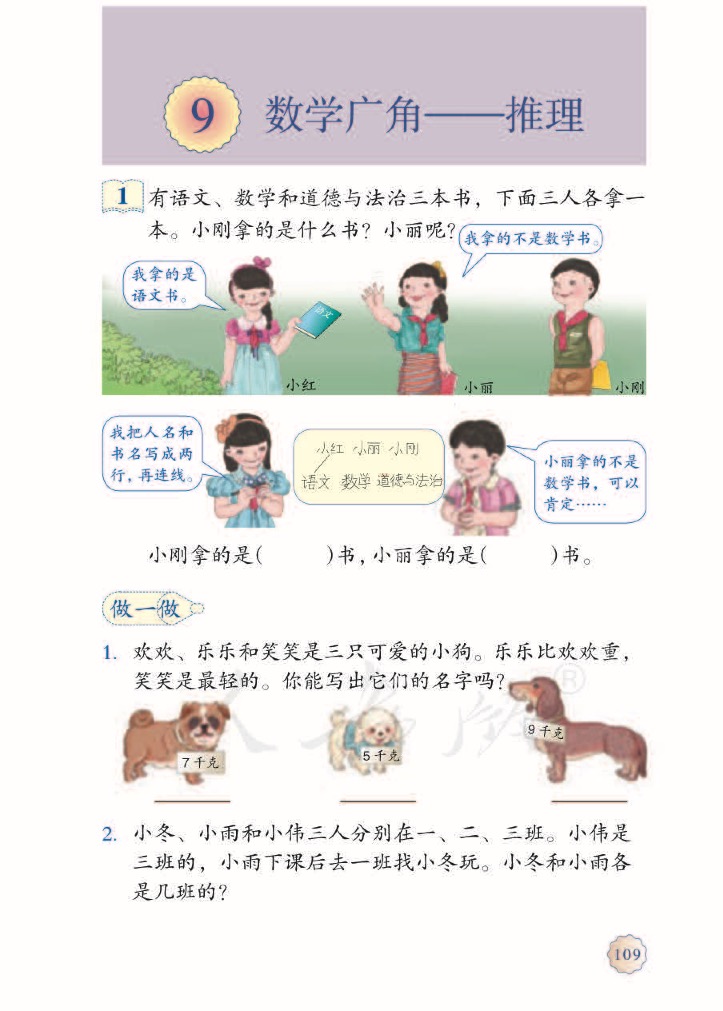 9 数学广角——推理
1 有语文、数学和道德与法治三本书，下面三人各拿一
本。小刚拿的是什么书？小丽呢？
我拿的不是数学书。
我拿的是
语文书。
语文
小红
小丽
小刚
我把人名和
书名写成两
行，再连线。
小红 小丽 小刚
语文 数学 道德与法治
小丽拿的不是
数学书，可以
肯定……
小刚拿的是( )书，小丽拿的是( )书。
做一做
1. 欢欢、乐乐和笑笑是三只可爱的小狗。乐乐比欢欢重，
笑笑是最轻的。你能写出它们的名字吗？
7千克
5千克
9千克
2. 小冬、小雨和小伟三人分别在一、二、三班。小伟是
三班的，小雨下课后去一班找小冬玩。小冬和小雨各
是几班的？
109